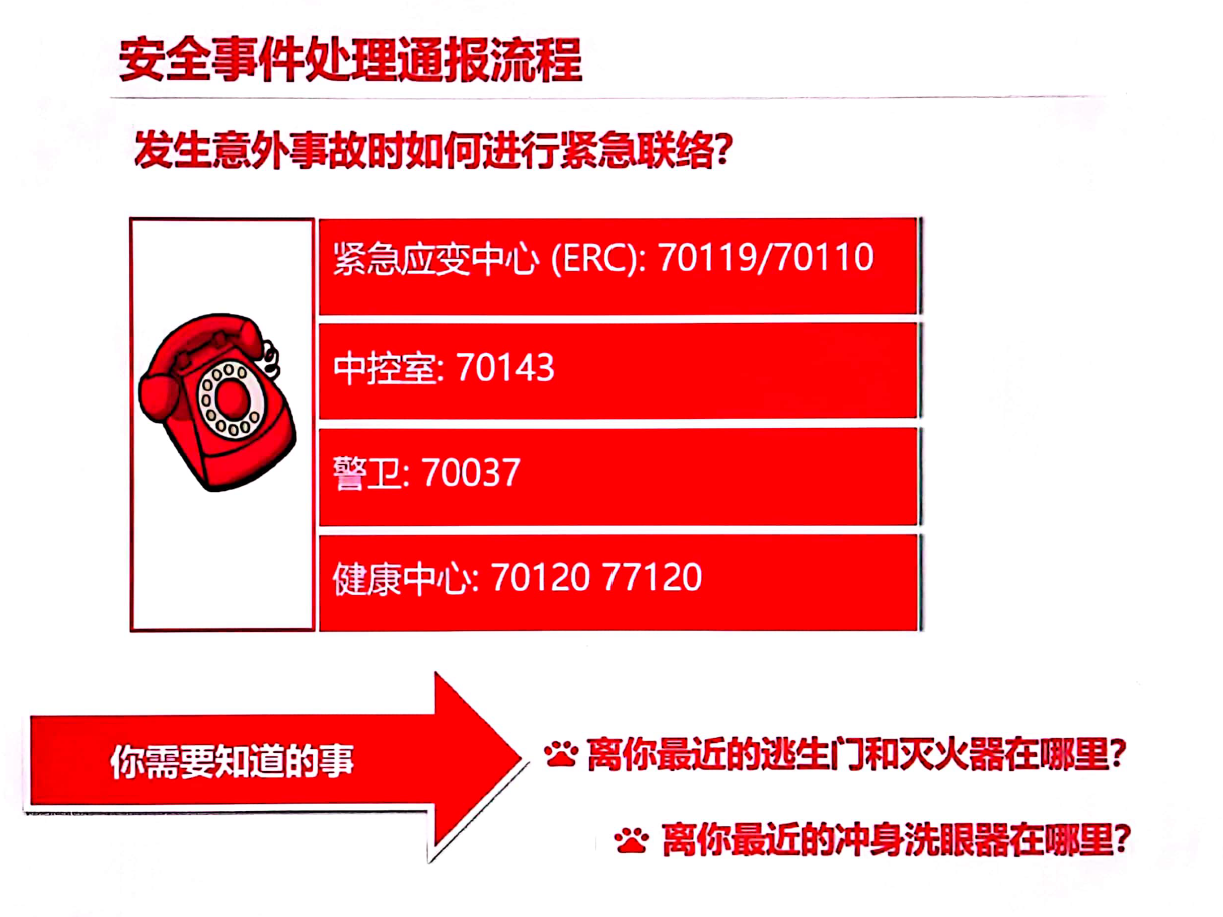 安全事件处理通报流程
发生意外事故时如何进行紧急联络?
紧急应变中心 (ERC): 70119/70110
中控室: 70143
警卫: 70037
健康中心: 70120 77120
你需要知道的事
离你最近的逃生门和灭火器在哪里?
离你最近的冲身洗眼器在哪里?